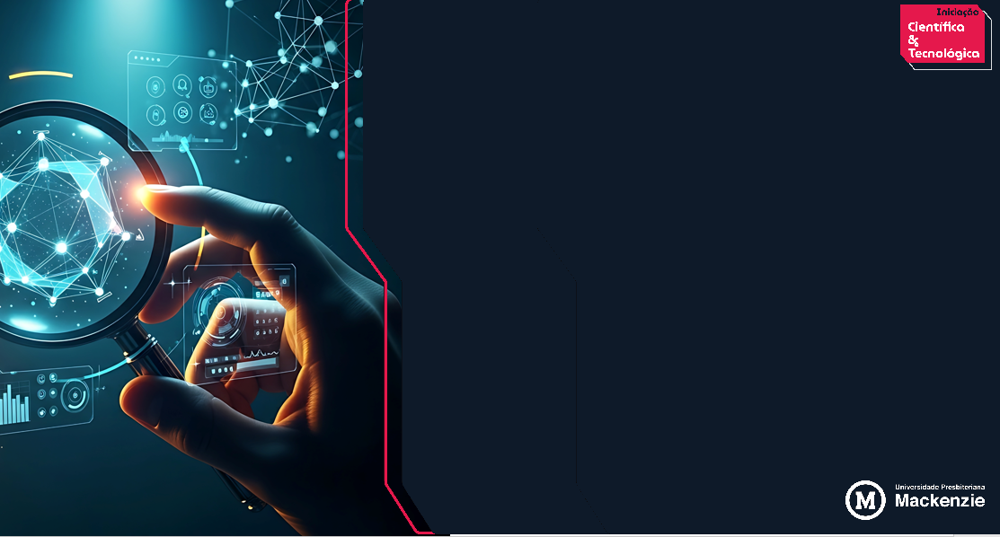 Iniciação
Científica
&
Tecnológica
Universidade Presbiteriana
Mackenzie